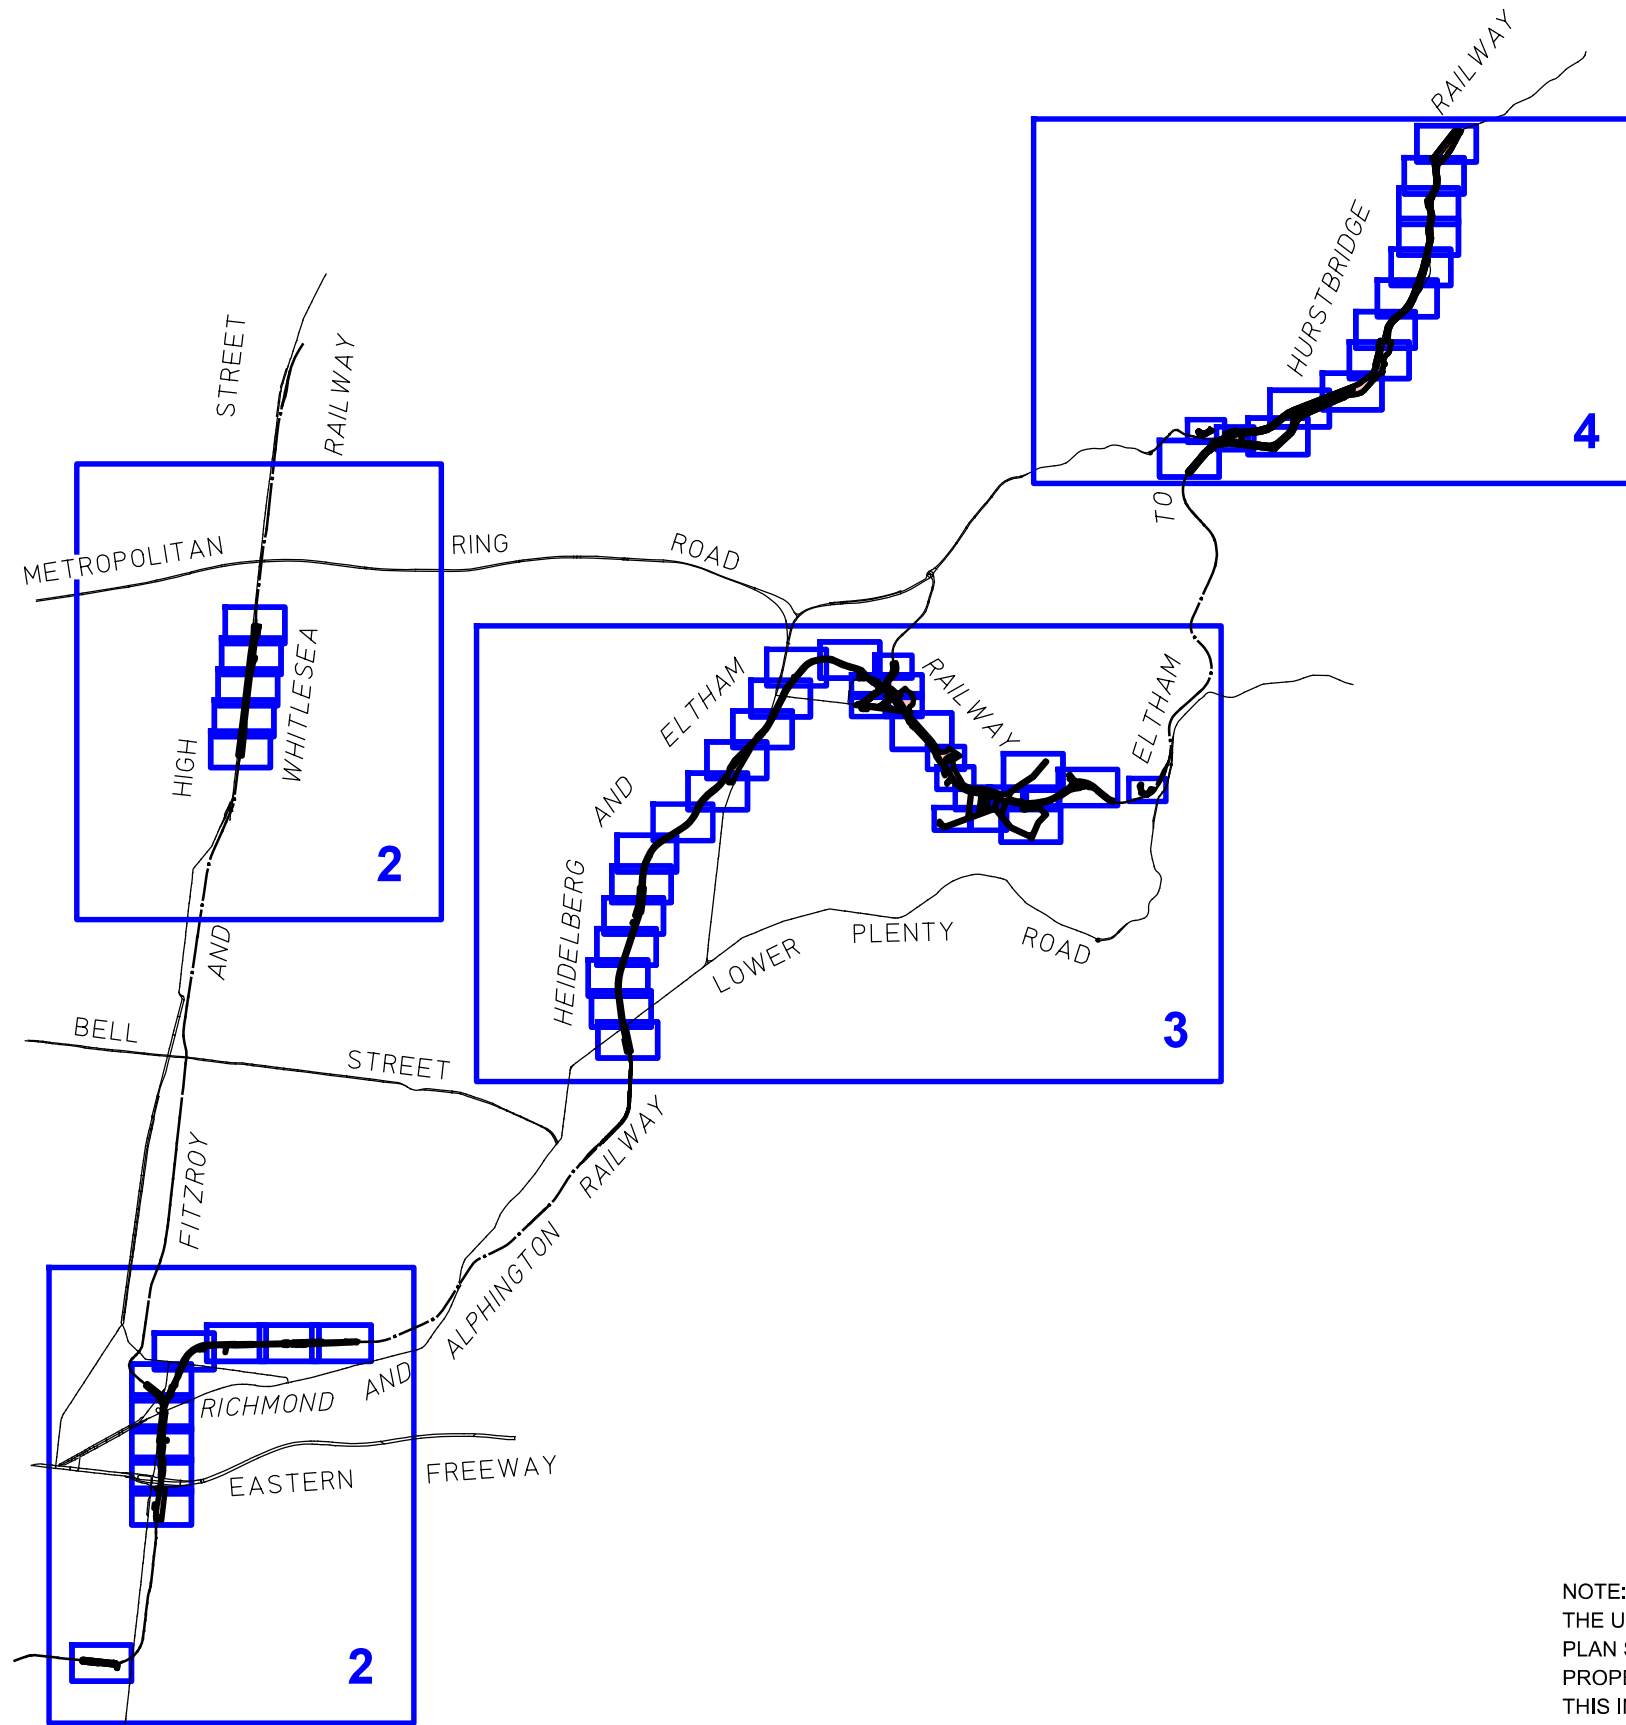 RAILWAY
HURSTBRIDGE
4
TO
STREET
RAILWAY
METROPOLITAN
RING
ROAD
HIGH
WHITLESEA
2
ELTHAM
RAILWAY
ELTHAM
AND
HEIDELBERG
LOWER
PLENTY
ROAD
3
AND
BELL
STREET
FITZROY
RAILWAY
ALPHINGTON
AND
RICHMOND
EASTERN
FREEWAY
2
NOTE:
THE U
PLAN
PROPE
THIS